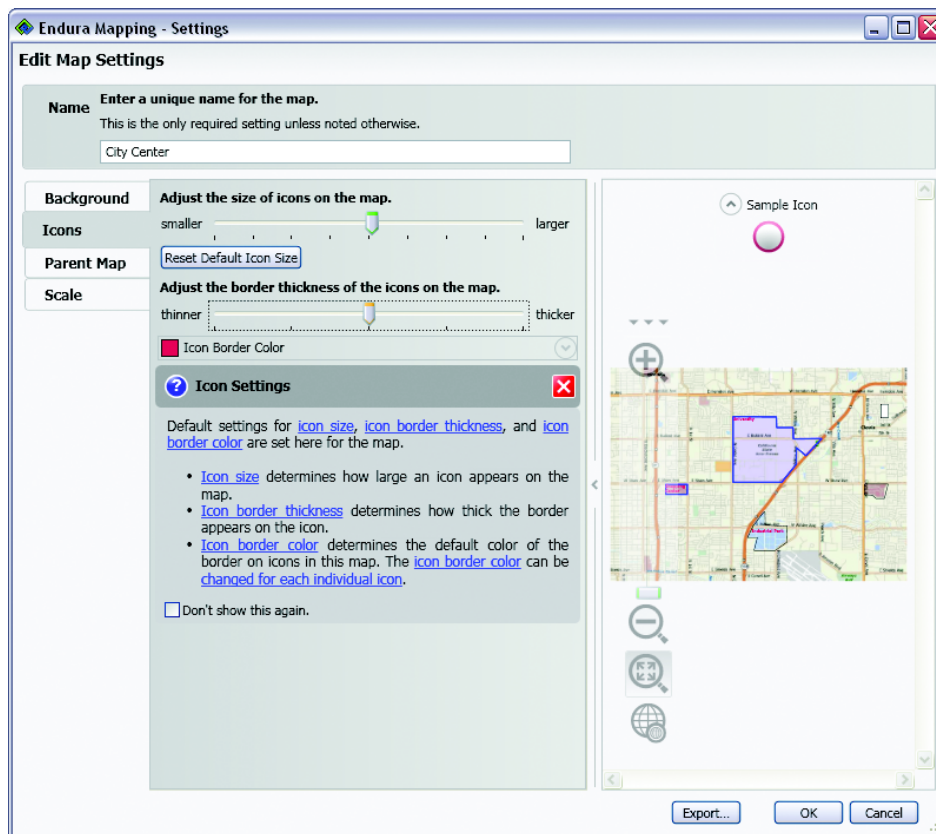 Endura Mapping - Settings
Edit Map Settings
Name
Enter a unique name for the map.
This is the only required setting unless noted otherwise.
City Center
Background
Icons
Parent Map
Scale
Adjust the size of icons on the map.
smaller
larger
Reset Default Icon Size
Adjust the border thickness of the icons on the map.
thinner
thicker
Icon Border Color
? Icon Settings
Default settings for icon size, icon border thickness, and icon
border color are set here for the map.
• Icon size determines how large an icon appears on the
map.
• Icon border thickness determines how thick the border
appears on the icon.
• Icon border color determines the default color of the
border on icons in this map. The icon border color can be
changed for each individual icon.
Don't show this again.
Sample Icon
University
Industrial Park
Export...
OK
Cancel